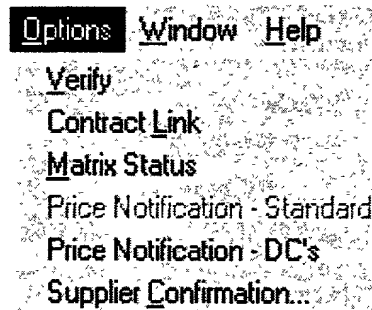 Options Window Help
Verify
Contract Link
Matrix Status
Price Notification - Standard
Price Notification - DC's
Supplier Confirmation...